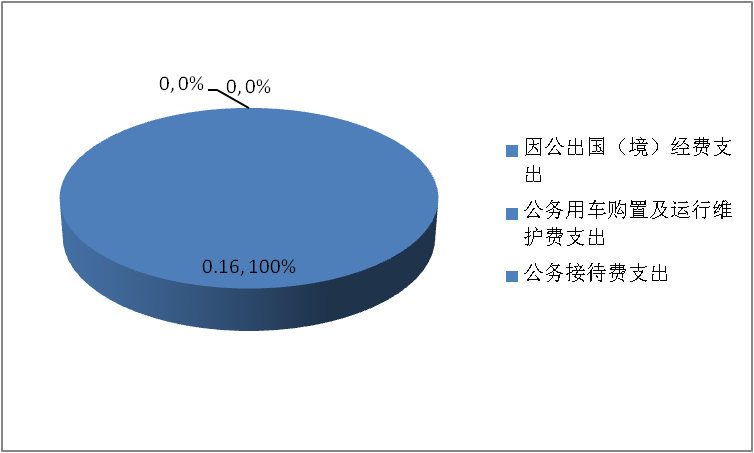 0, 0%
0, 0%
0.16, 100%
因公出国（境）经费支
出
公务用车购置及运行维
护费支出
公务接待费支出